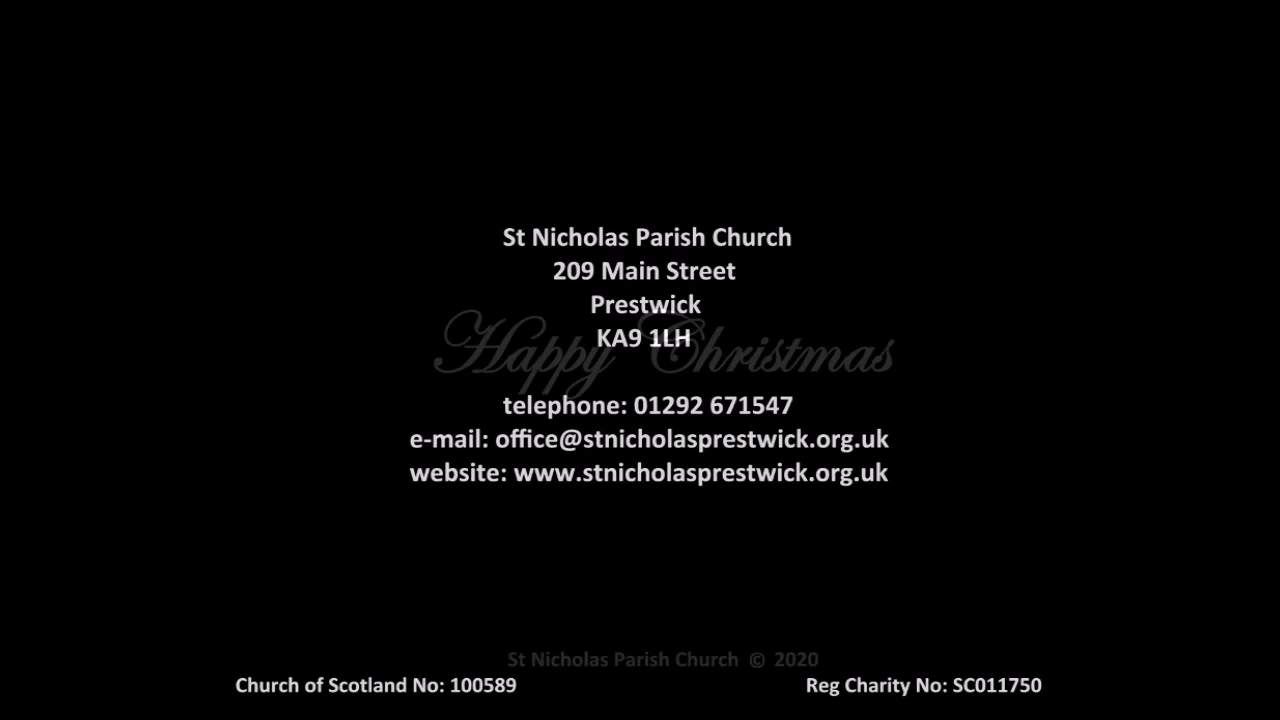 St Nicholas Parish Church
209 Main Street
Prestwick
KA9 1LH
Happy Christmas
telephone: 01292 671547
e-mail: office@stnicholasprestwick.org.uk
website: www.stnicholasprestwick.org.uk
St Nicholas Parish Church © 2020
Church of Scotland No: 100589
Reg Charity No: SC011750